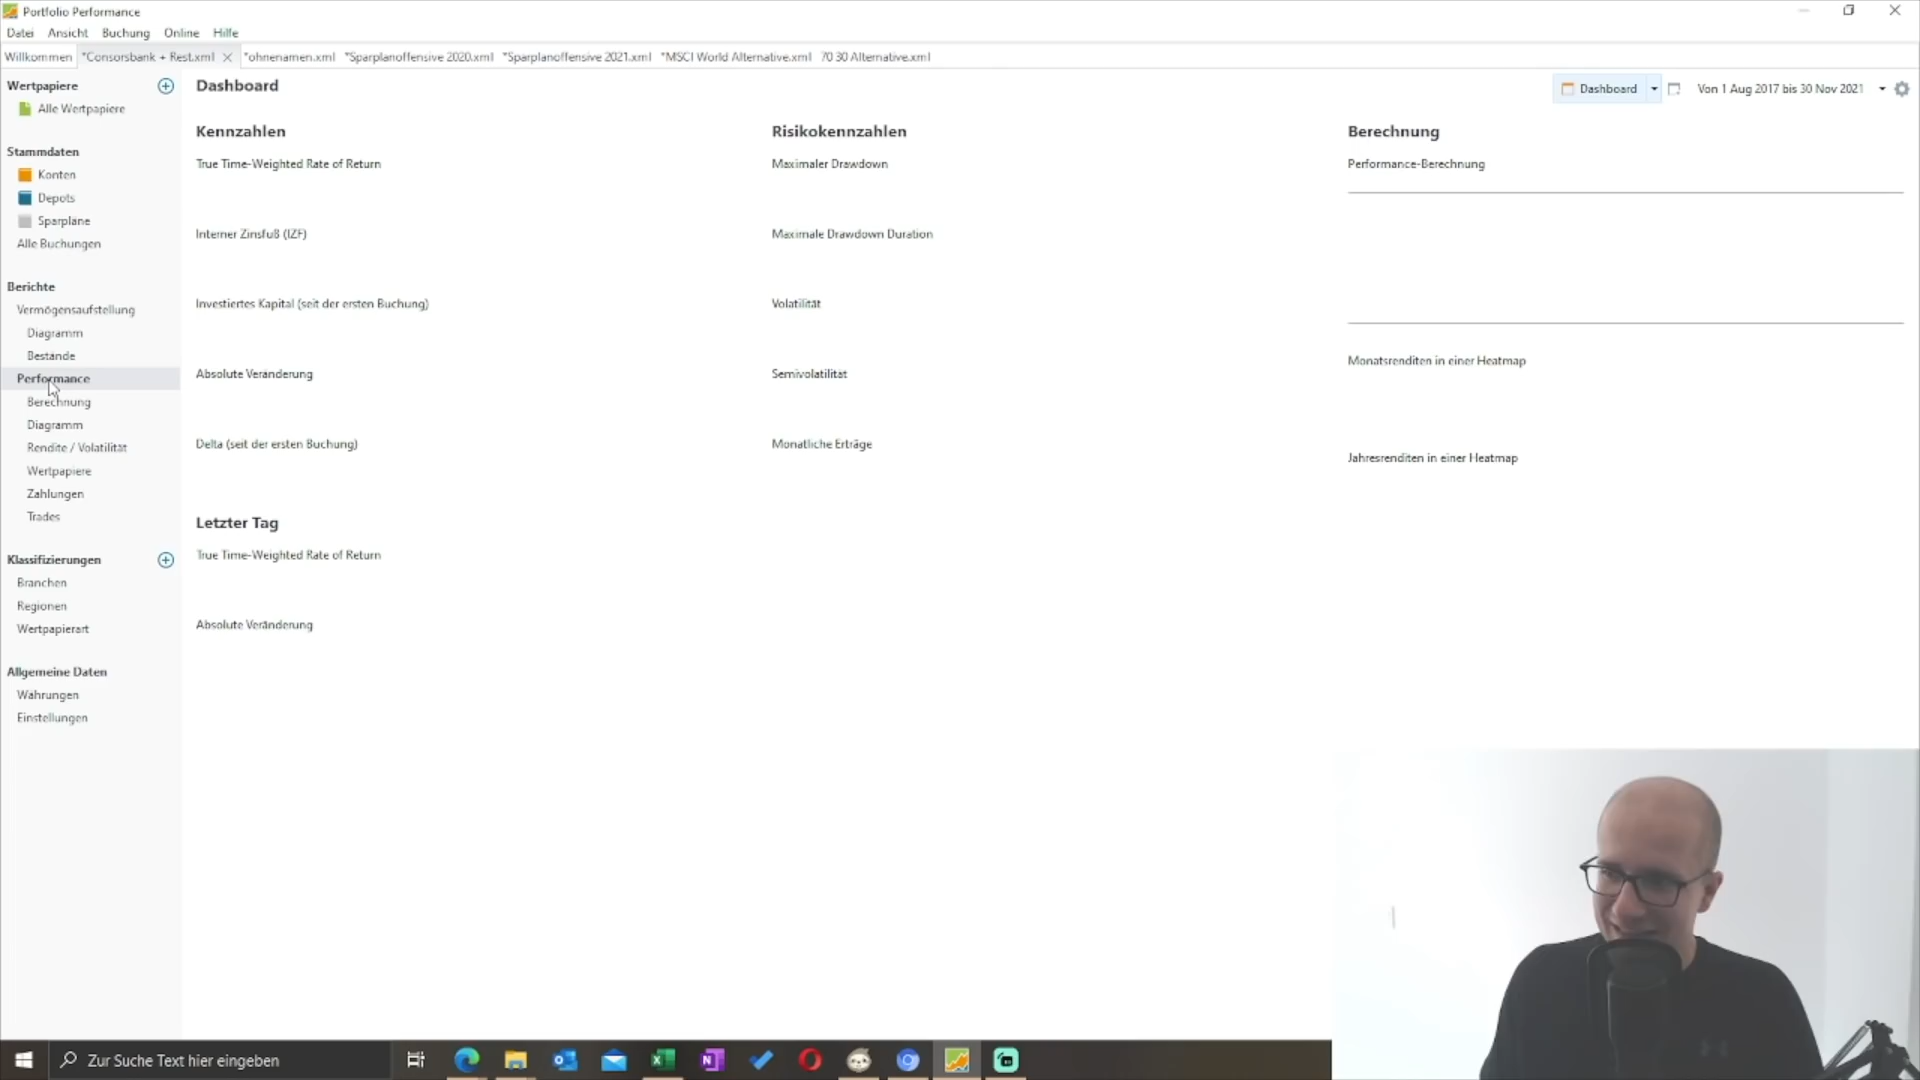 Portfolio Performance
Datei Ansicht Buchung Online Hilfe
Willkommen *Consorsbank + Rest.xml *ohnenamen.xml *Sparplanoffensive 2020.xml *Sparplanoffensive 2021.xml *MSCI World Alternative.xml 70 30 Alternative.xml
Wertpapiere
Alle Wertpapiere
Stammdaten
Konten
Depots
Sparpläne
Alle Buchungen
Berichte
Vermögensaufstellung
Diagramm
Bestände
Performance
Berechnung
Diagramm
Rendite / Volatilität
Wertpapiere
Zahlungen
Trades
Klassifizierungen
Branchen
Regionen
Wertpapierart
Allgemeine Daten
Währungen
Einstellungen
Dashboard
Dashboard
Von 1 Aug 2017 bis 30 Nov 2021
Kennzahlen
True Time-Weighted Rate of Return
Interner Zinsfuß (IZF)
Investiertes Kapital (seit der ersten Buchung)
Absolute Veränderung
Delta (seit der ersten Buchung)
Letzter Tag
True Time-Weighted Rate of Return
Absolute Veränderung
Risikokennzahlen
Maximaler Drawdown
Maximale Drawdown Duration
Volatilität
Semivolatilität
Monatliche Erträge
Berechnung
Performance-Berechnung
Monatsrenditen in einer Heatmap
Jahresrenditen in einer Heatmap
Zur Suche Text hier eingeben